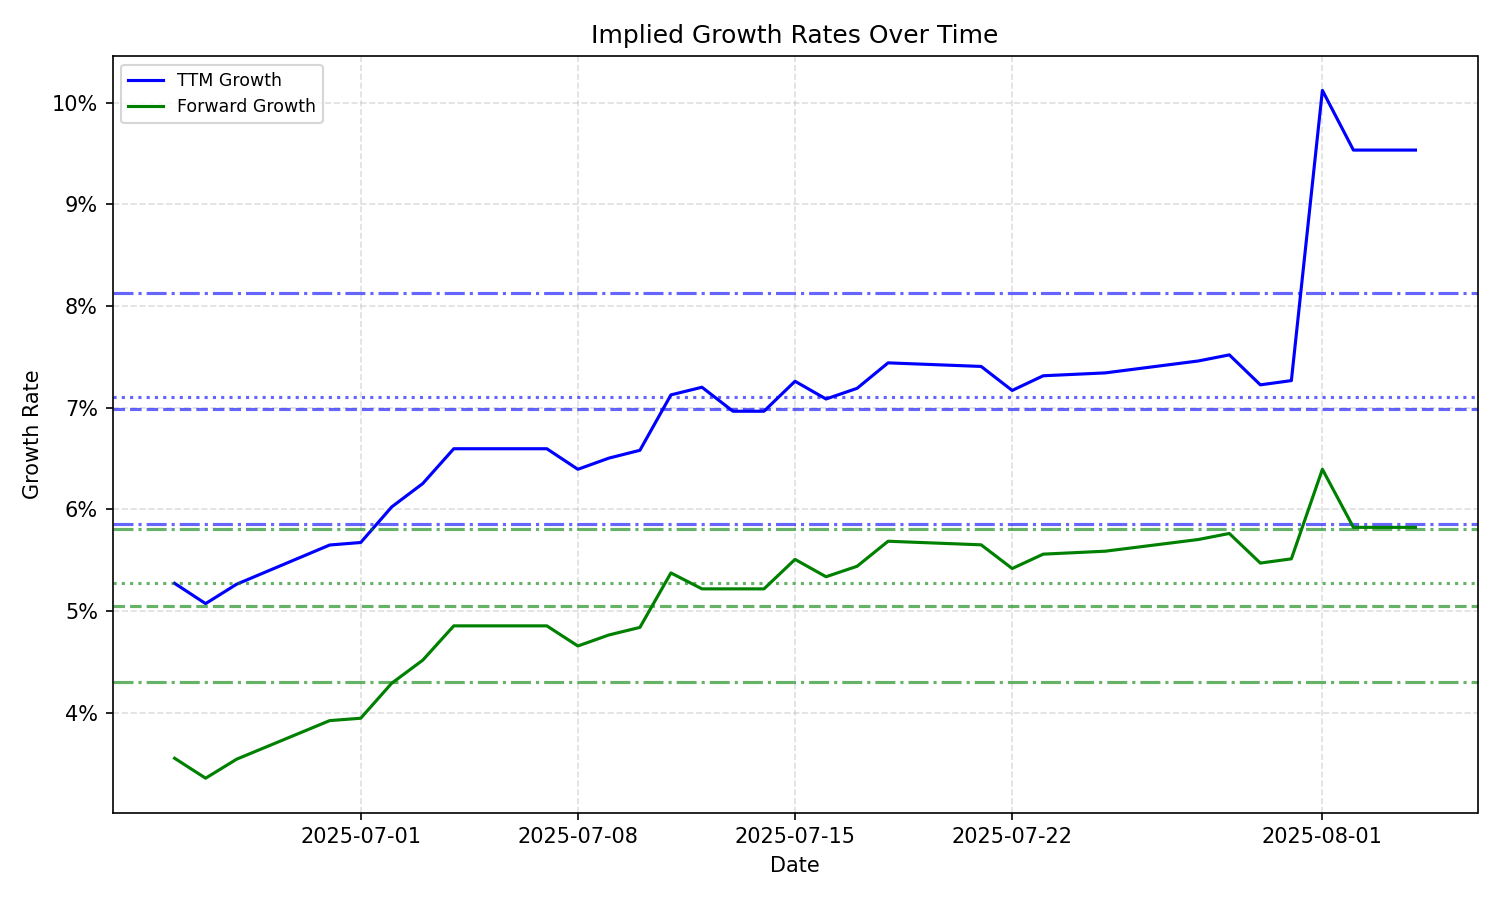 Implied Growth Rates Over Time
TTM Growth
Forward Growth
10%
9%
8%
7%
6%
5%
4%
Growth Rate
2025-07-01
2025-07-08
2025-07-15
2025-07-22
2025-08-01
Date